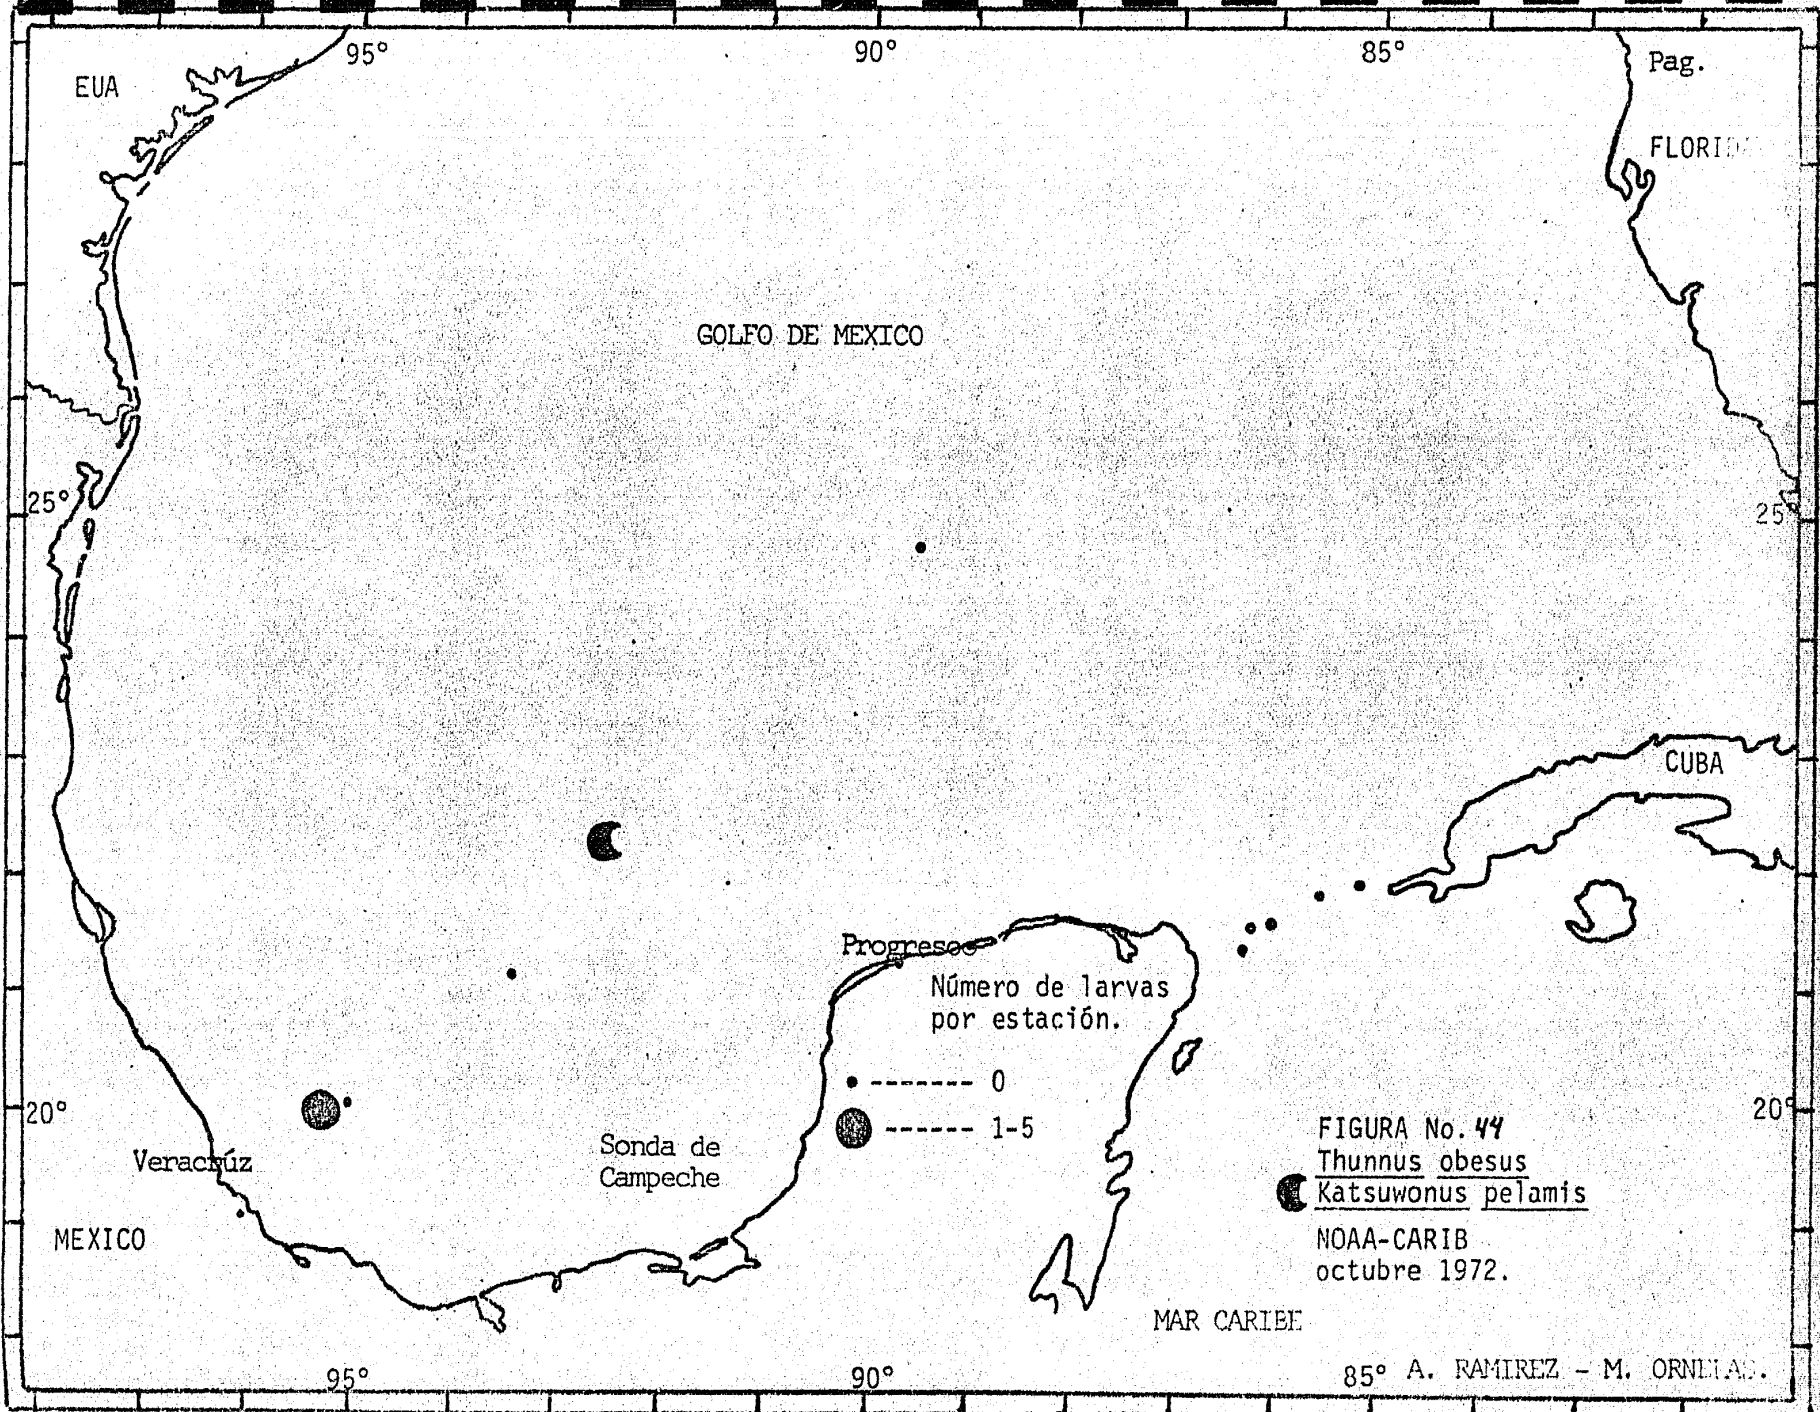 95° 90° 85°
Pag.
EUA
FLORID
GOLFO DE MEXICO
25° 25°
CUBA
Progreso
Número de larvas
por estación.
0
1-5
20° 20°
Sonda de
Campeche
Veracrúz
MEXICO
FIGURA No. 44
Thunnus obesus
Katsuwonus pelamis
NOAA-CARIB
octubre 1972.
MAR CARIBE
95° 90° 85°
A. RAMIREZ - M. ORNELAS.